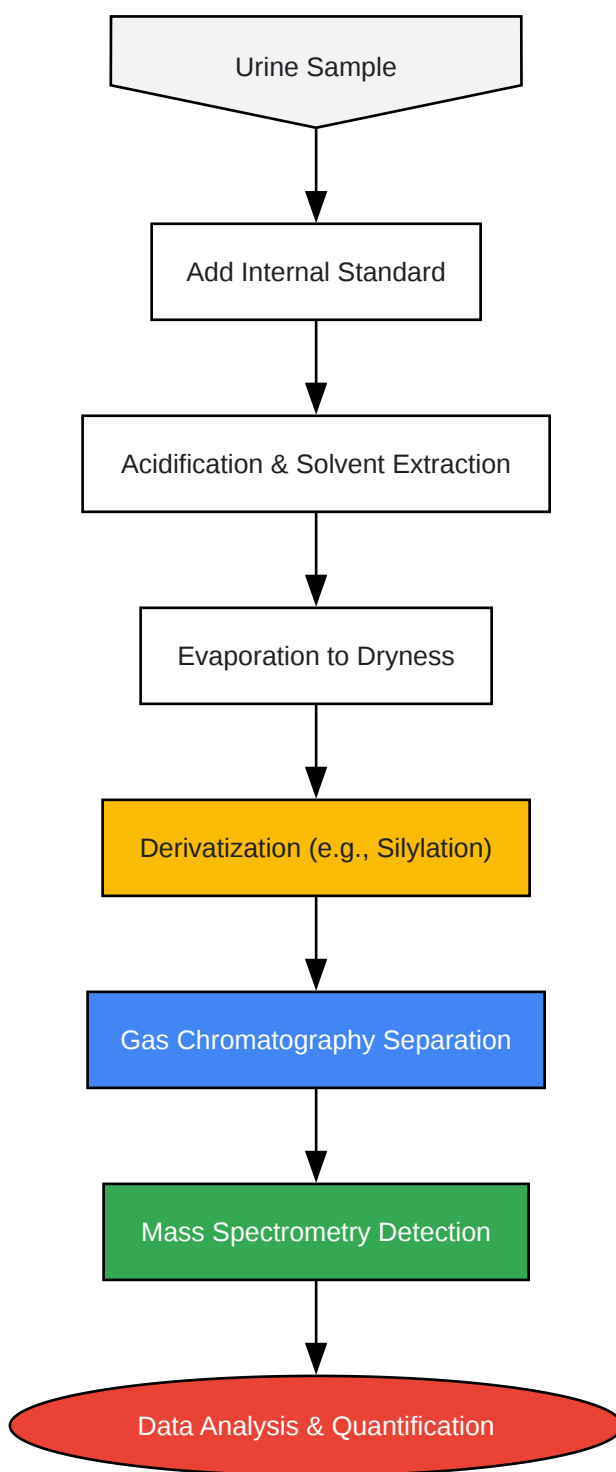 Urine Sample
Add Internal Standard
Acidification & Solvent Extraction
Evaporation to Dryness
Derivatization (e.g., Silylation)
Gas Chromatography Separation
Mass Spectrometry Detection
Data Analysis & Quantification